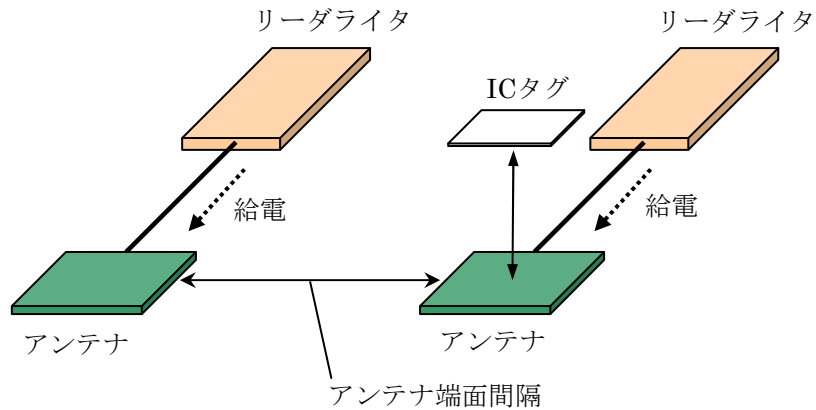 リーダライタ
リーダライタ
ICタグ
給電
給電
アンテナ
アンテナ
アンテナ端面間隔